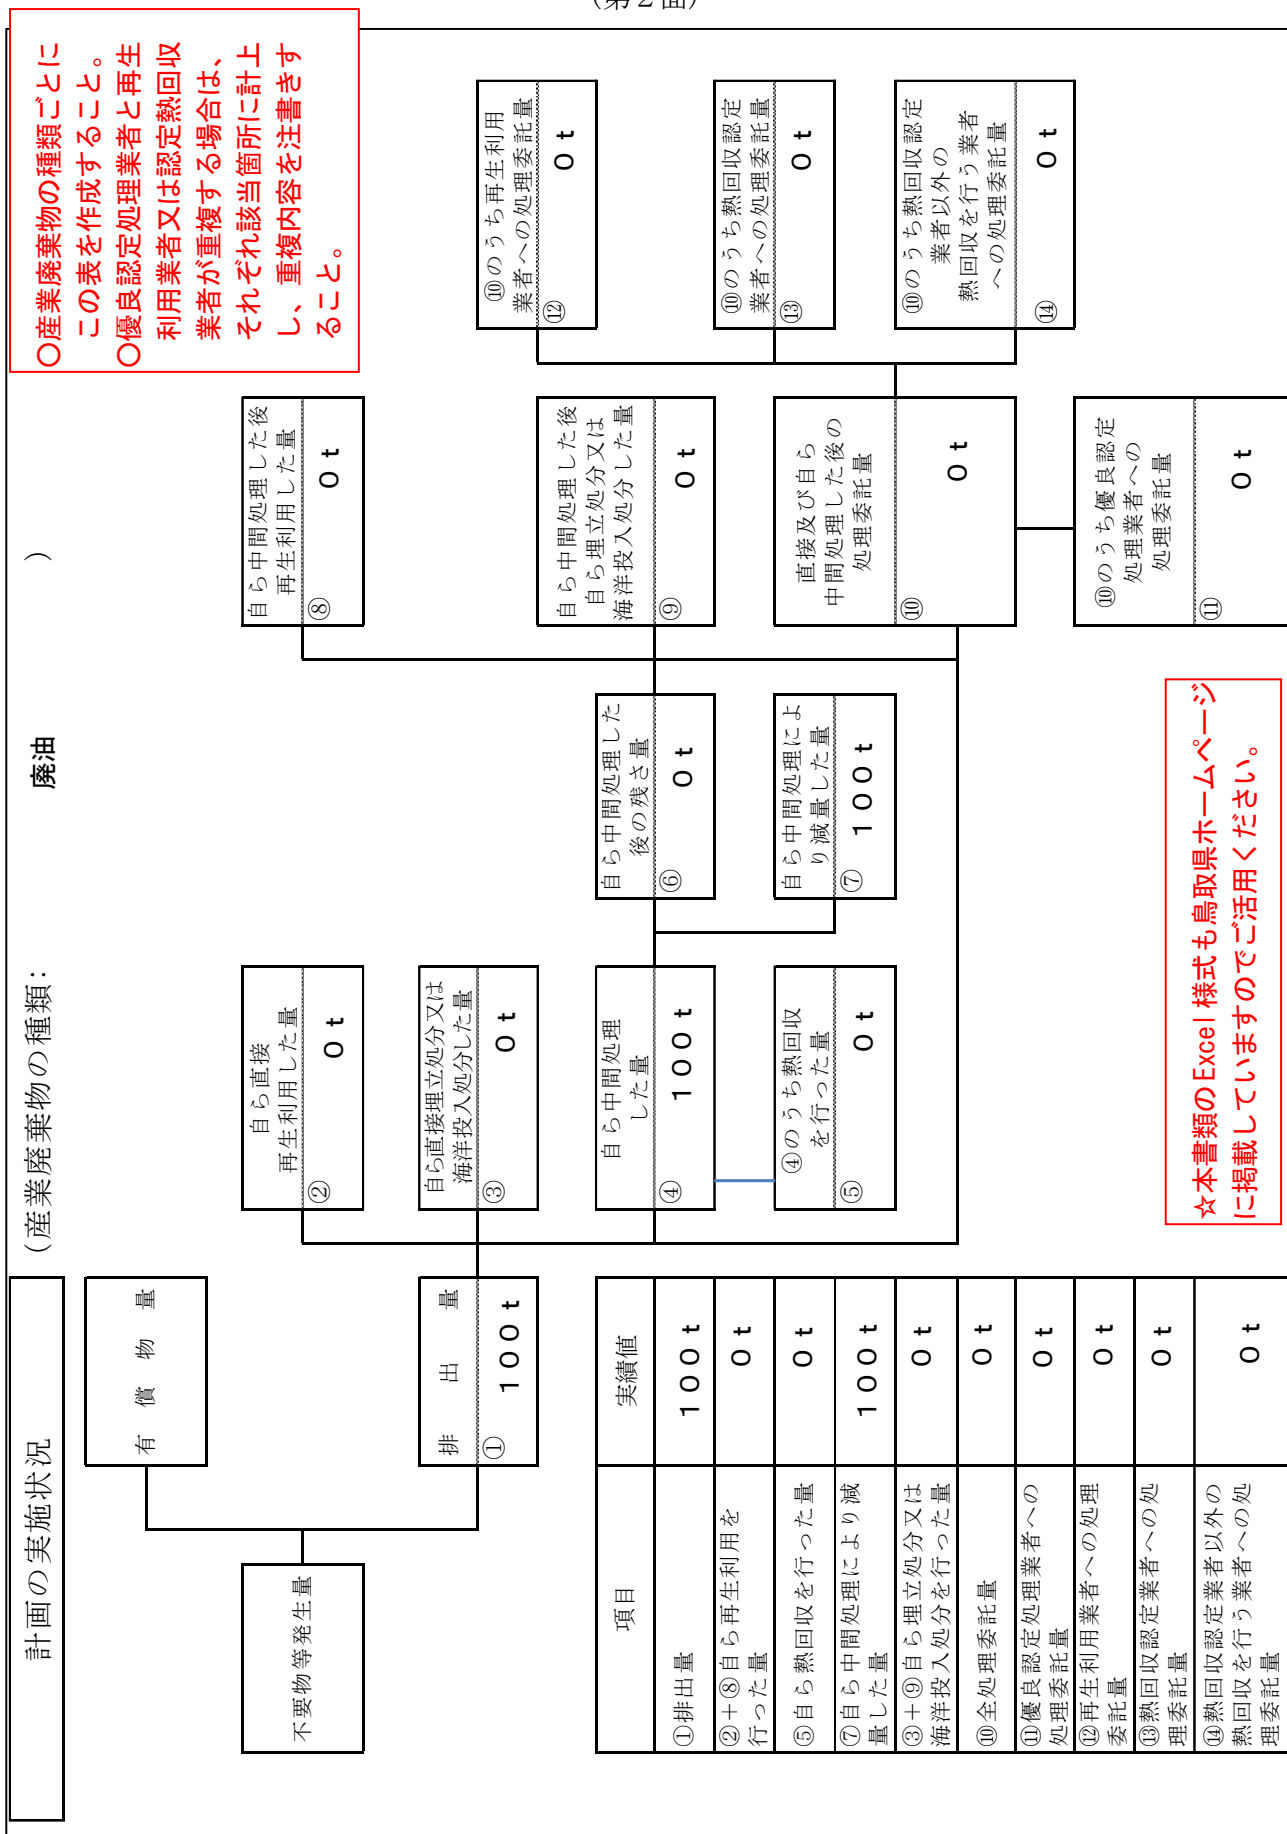 （第２面）
計画の実施状況
（産業廃棄物の種類：
廃油
）
○産業廃棄物の種類ごとに
この表を作成すること。
○優良認定処理業者と再生
利用業者又は認定熱回収
業者が重複する場合は、
それぞれ該当箇所に計上
し、重複内容を注書きす
ること。
不要物等発生量
有償物量
排出量
①
１００ｔ
自ら直接
再生利用した量
②
０ｔ
自ら直接埋立処分又は
海洋投入処分した量
③
０ｔ
自ら中間処理
した量
④
１００ｔ
④のうち熱回収
を行った量
⑤
０ｔ
自ら中間処理した
後の残さ量
⑥
０ｔ
自ら中間処理によ
り減量した量
⑦
１００ｔ
自ら中間処理した後
再生利用した量
⑧
０ｔ
自ら中間処理した後
自ら埋立処分又は
海洋投入処分した量
⑨
０ｔ
直接及び自ら
中間処理した後の
処理委託量
⑩
０ｔ
⑩のうち優良認定
処理業者への
処理委託量
⑪
０ｔ
⑩のうち再生利用
業者への処理委託量
⑫
０ｔ
⑩のうち熱回収認定
業者への処理委託量
⑬
０ｔ
⑩のうち熱回収認定
業者以外の
熱回収を行う業者
への処理委託量
⑭
０ｔ
項目
実績値
①排出量
１００ｔ
②＋⑧自ら再生利用を
行った量
０ｔ
⑤自ら熱回収を行った量
０ｔ
⑦自ら中間処理により減
量した量
１００ｔ
③＋⑨自ら埋立処分又は
海洋投入処分を行った量
０ｔ
⑩全処理委託量
０ｔ
⑪優良認定処理業者への
処理委託量
０ｔ
⑫再生利用業者への処理
委託量
０ｔ
⑬熱回収認定業者への処
理委託量
０ｔ
⑭熱回収認定業者以外の
熱回収を行う業者への処
理委託量
０ｔ
☆本書類のExcel様式も鳥取県ホームページ
に掲載していますのでご活用ください。